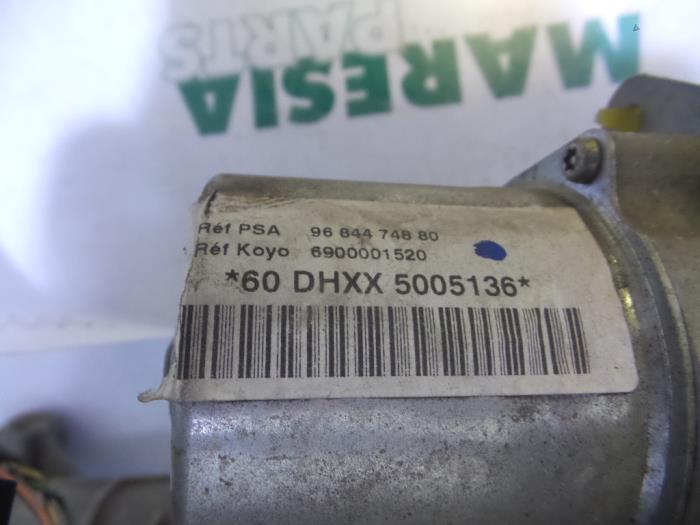 MARESIA
PARTS
Réf PSA 96 844 748 80
Réf Koyo 6900001520
*60 DHXX 5005136*